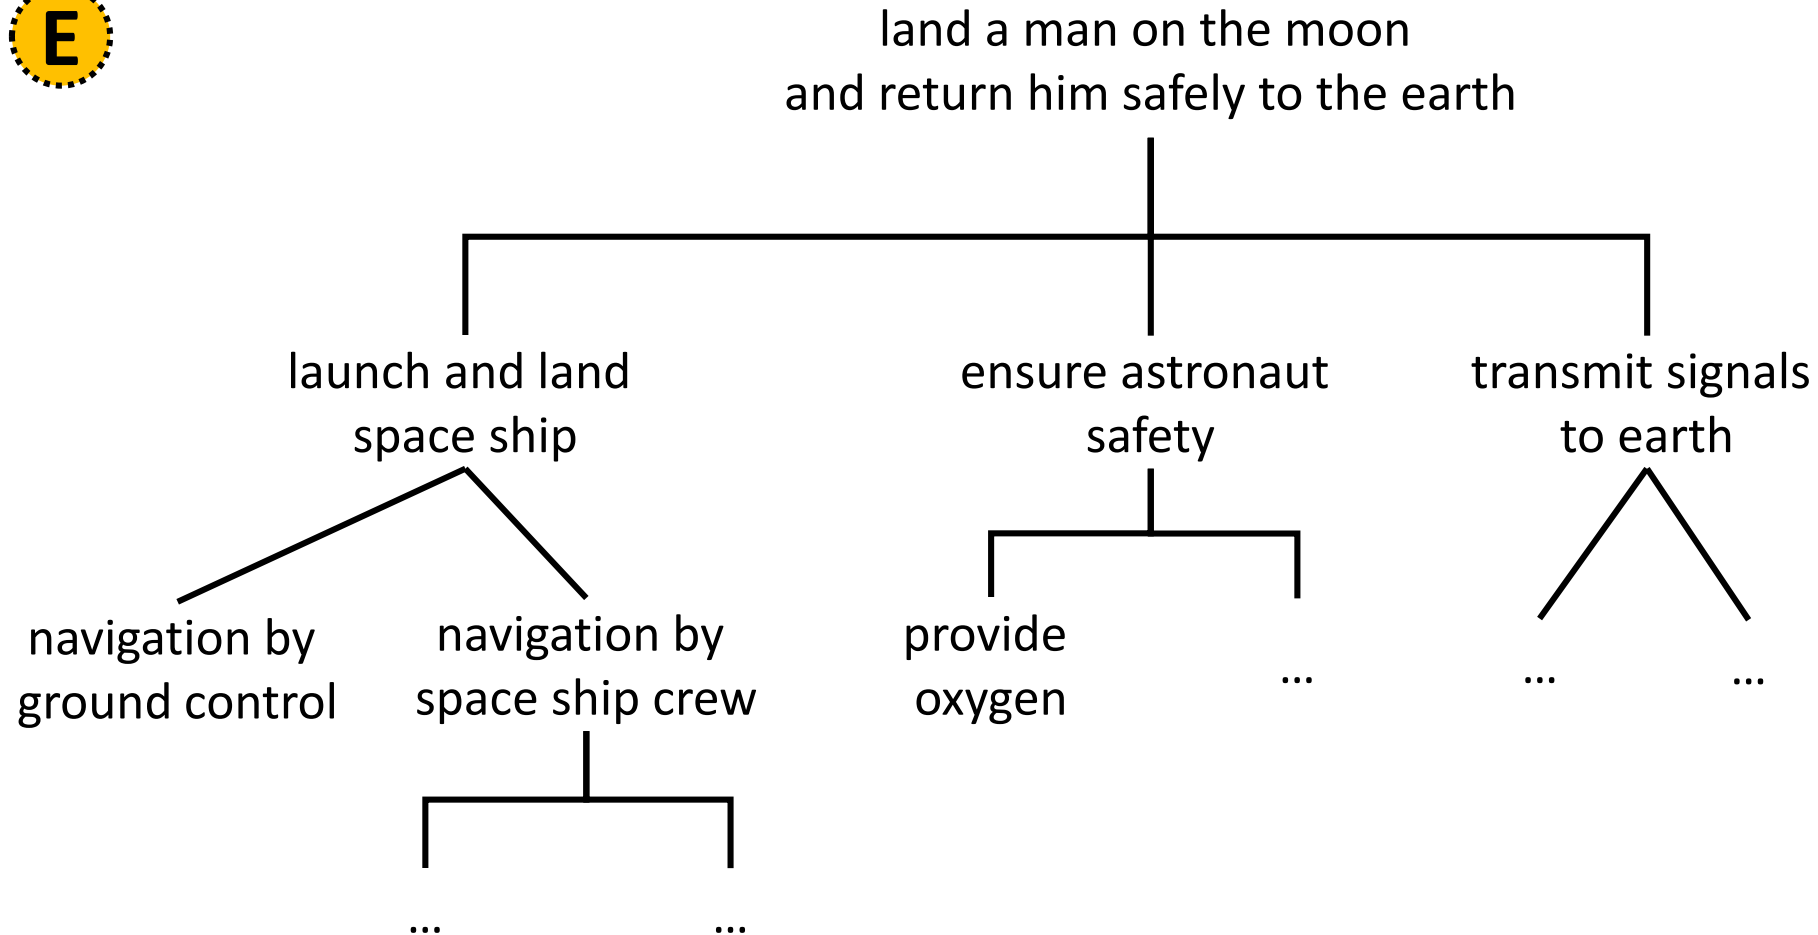 E
land a man on the moon
and return him safely to the earth
launch and land
space ship
ensure astronaut
safety
transmit signals
to earth
navigation by
ground control
navigation by
space ship crew
provide
oxygen
...
...
...
...
...